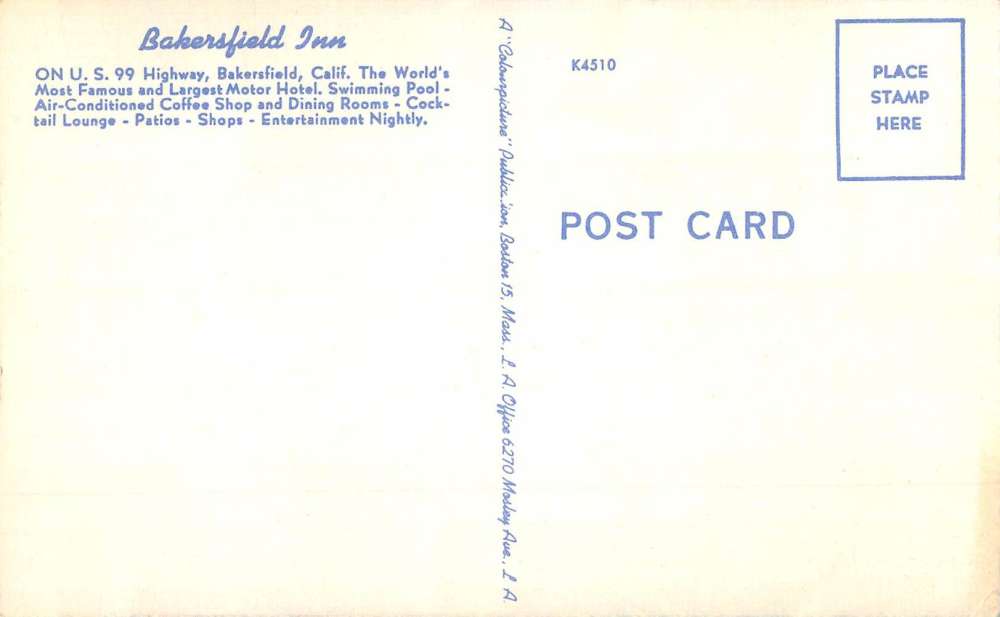 Bakersfield Inn
ON U. S. 99 Highway, Bakersfield, Calif. The World's
Most Famous and Largest Motor Hotel. Swimming Pool -
Air-Conditioned Coffee Shop and Dining Rooms - Cock-
tail Lounge - Patios - Shops - Entertainment Nightly.
A "Colourpicture" Publication, Boston 15, Mass., L. A. Office 6270 Mosley Ave., L A.
K4510
PLACE
STAMP
HERE
POST CARD